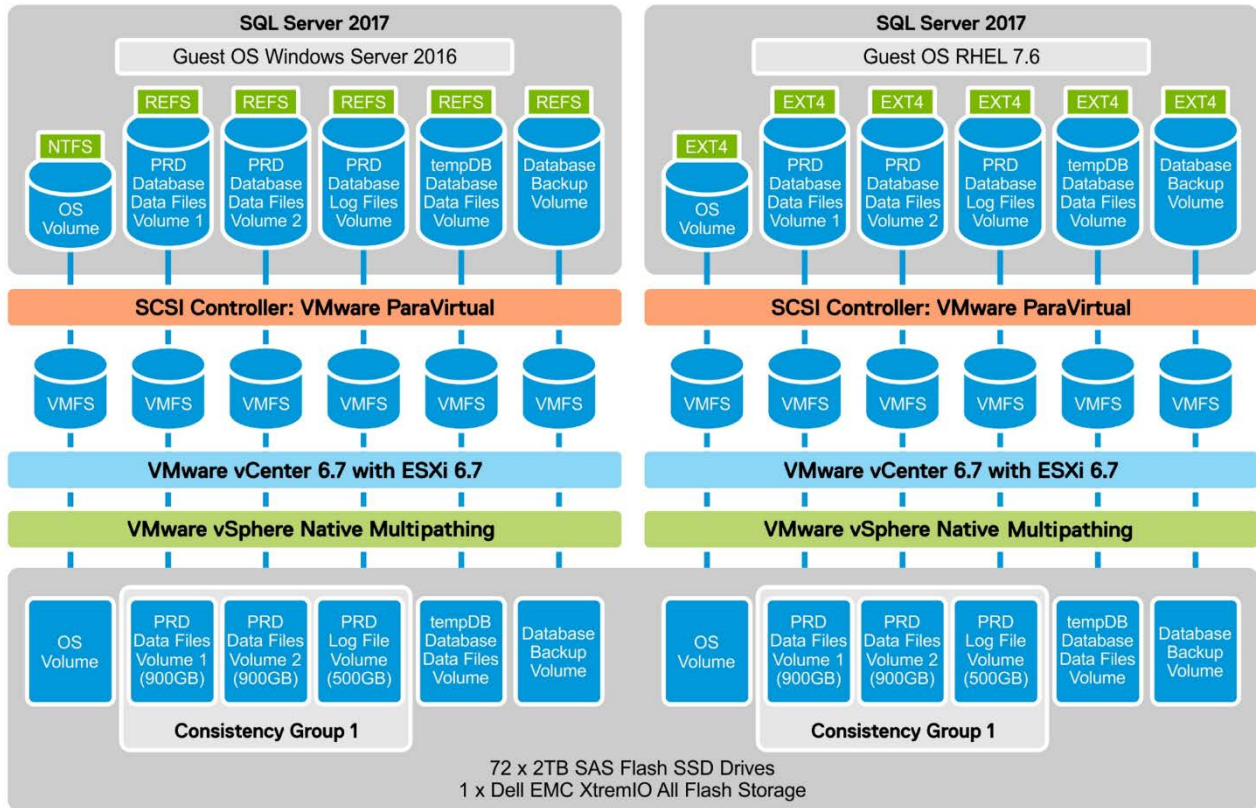 SQL Server 2017
Guest OS Windows Server 2016
REFS
REFS
REFS
REFS
REFS
NTFS
OS
Volume
PRD
Database
Data Files
Volume 1
PRD
Database
Data Files
Volume 2
PRD
Database
Log Files
Volume
tempDB
Database
Data Files
Volume
Database
Backup
Volume
SCSI Controller: VMware ParaVirtual
VMFS
VMFS
VMFS
VMFS
VMFS
VMFS
VMware vCenter 6.7 with ESXi 6.7
VMware vSphere Native Multipathing
OS
Volume
PRD
Data Files
Volume 1
(900GB)
PRD
Data Files
Volume 2
(900GB)
PRD
Log File
Volume
(500GB)
tempDB
Database
Data Files
Volume
Database
Backup
Volume
Consistency Group 1
SQL Server 2017
Guest OS RHEL 7.6
EXT4
EXT4
EXT4
EXT4
EXT4
EXT4
OS
Volume
PRD
Database
Data Files
Volume 1
PRD
Database
Data Files
Volume 2
PRD
Database
Log Files
Volume
tempDB
Database
Data Files
Volume
Database
Backup
Volume
SCSI Controller: VMware ParaVirtual
VMFS
VMFS
VMFS
VMFS
VMFS
VMFS
VMware vCenter 6.7 with ESXi 6.7
VMware vSphere Native Multipathing
OS
Volume
PRD
Data Files
Volume 1
(900GB)
PRD
Data Files
Volume 2
(900GB)
PRD
Log File
Volume
(500GB)
tempDB
Database
Data Files
Volume
Database
Backup
Volume
Consistency Group 1
72 x 2TB SAS Flash SSD Drives
1 x Dell EMC XtremIO All Flash Storage